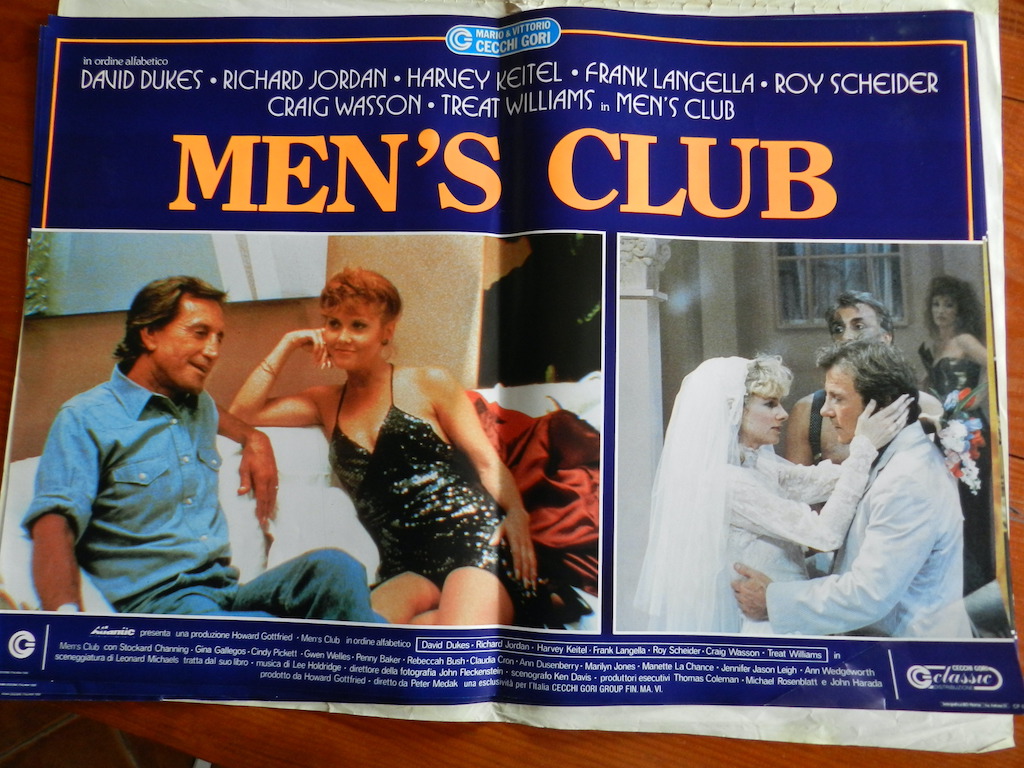 MARIO & VITTORIO
CECCHI GORI
in ordine alfabetico
DAVID DUKES • RICHARD JORDAN • HARVEY KEITEL • FRANK LANGELLA • ROY SCHEIDER
CRAIG WASSON • TREAT WILLIAMS in MEN'S CLUB
MEN'S CLUB
Atlantic presenta una produzione Howard Gottfried • Men's Club in ordine alfabetico David Dukes • Richard Jordan • Harvey Keitel • Frank Langella • Roy Scheider • Craig Wasson • Treat Williams in
Men's Club con Stockard Channing • Gina Gallegos • Cindy Pickett • Gwen Welles • Penny Baker • Rebeccah Bush • Claudia Cron • Ann Dusenberry • Marilyn Jones • Manette La Chance • Jennifer Jason Leigh • Ann Wedgeworth
sceneggiatura di Leonard Michaels tratta dal suo libro • musica di Lee Holdridge • direttore della fotografia John Fleckenstein • scenografo Ken Davis • produttori esecutivi Thomas Coleman • Michael Rosenblatt e John Harada
prodotto da Howard Gottfried • diretto da Peter Medak una esclusività per l'Italia CECCHI GORI GROUP FIN. MA. VI.
CECCHI GORI
classic
DISTRIBUZIONE